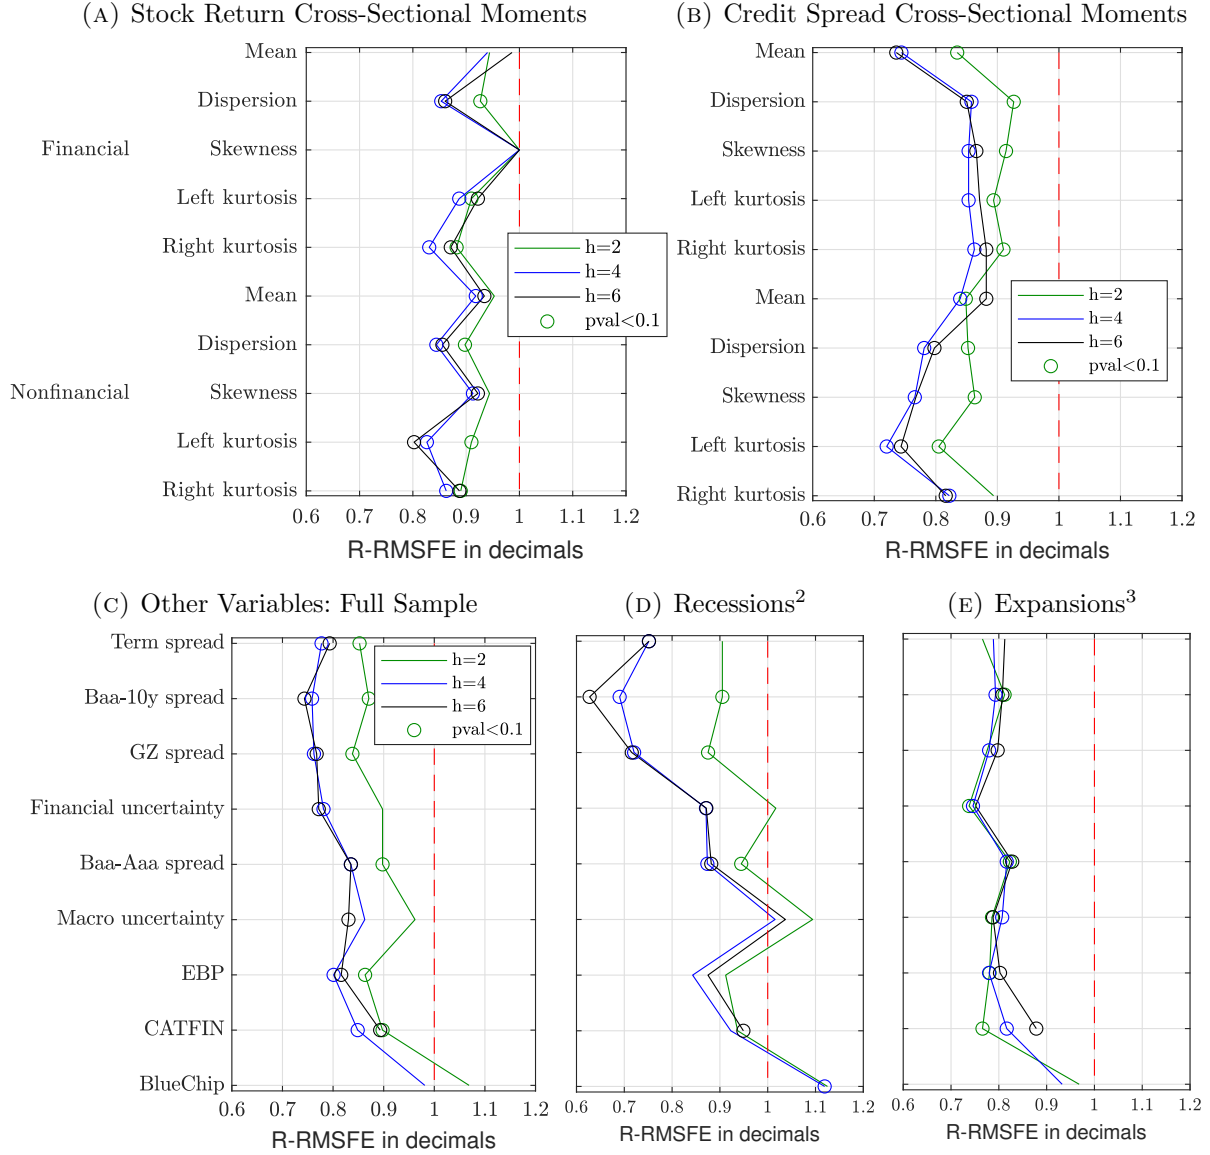 (A) Stock Return Cross-Sectional Moments
Mean
Dispersion
Financial Skewness
Left kurtosis
Right kurtosis
Mean
Dispersion
Nonfinancial Skewness
Left kurtosis
Right kurtosis
h=2
h=4
h=6
pval<0.1
0.6 0.7 0.8 0.9 1 1.1 1.2
R-RMSFE in decimals
(B) Credit Spread Cross-Sectional Moments
Mean
Dispersion
Skewness
Left kurtosis
Right kurtosis
Mean
Dispersion
Skewness
Left kurtosis
Right kurtosis
h=2
h=4
h=6
pval<0.1
0.6 0.7 0.8 0.9 1 1.1 1.2
R-RMSFE in decimals
(C) Other Variables: Full Sample
Term spread
Baa-10y spread
GZ spread
Financial uncertainty
Baa-Aaa spread
Macro uncertainty
EBP
CATFIN
BlueChip
h=2
h=4
h=6
pval<0.1
0.6 0.7 0.8 0.9 1 1.1 1.2
R-RMSFE in decimals
(D) Recessions²
0.6 0.7 0.8 0.9 1 1.1 1.2
R-RMSFE in decimals
(E) Expansions³
0.6 0.7 0.8 0.9 1 1.1 1.2
R-RMSFE in decimals